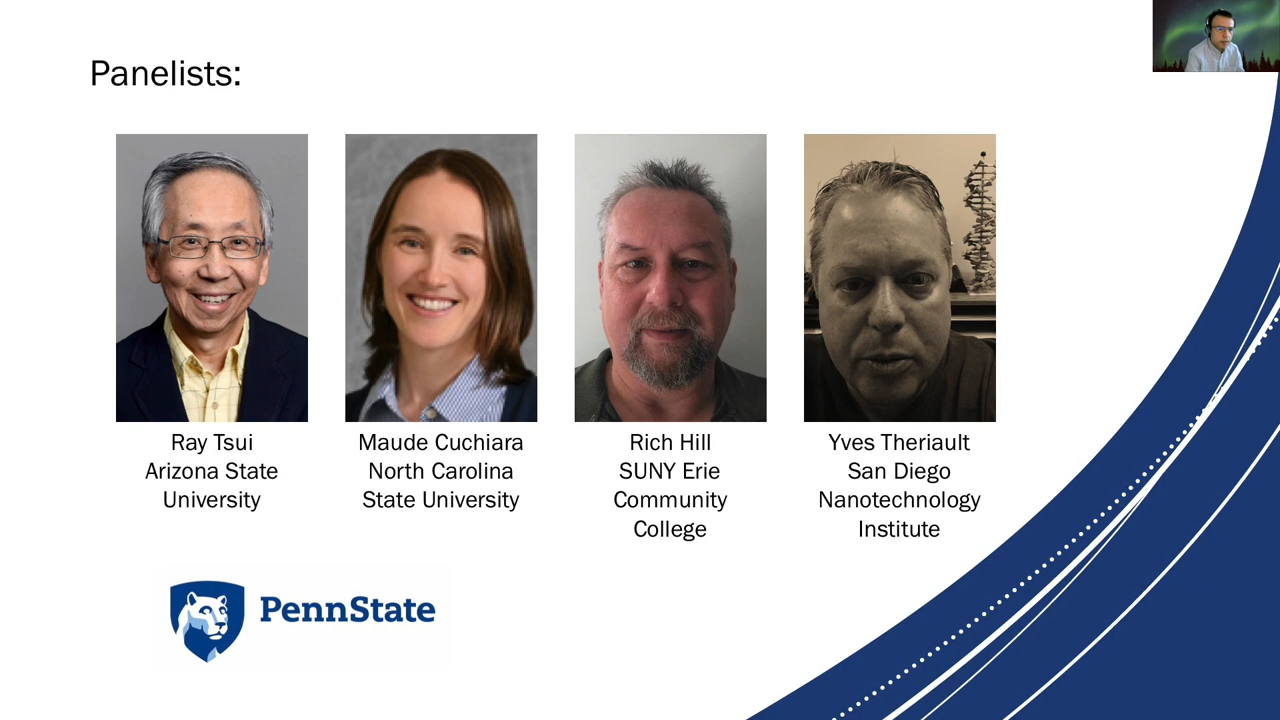 Panelists:
Ray Tsui
Arizona State
University
Maude Cuchiara
North Carolina
State University
Rich Hill
SUNY Erie
Community
College
Yves Theriault
San Diego
Nanotechnology
Institute
PennState